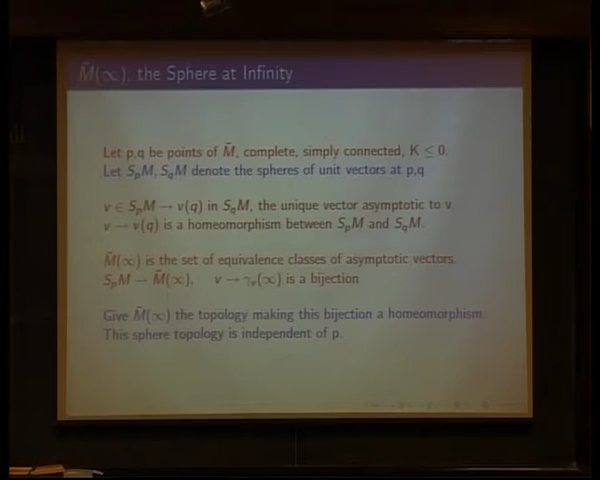 M̃(∞), the Sphere at Infinity
Let p,q be points of M̃, complete, simply connected, K ≤ 0.
Let SₚM, S_qM denote the spheres of unit vectors at p,q
v ∈ SₚM → v(q) in S_qM, the unique vector asymptotic to v
v → v(q) is a homeomorphism between SₚM and S_qM.
M̃(∞) is the set of equivalence classes of asymptotic vectors.
SₚM → M̃(∞), v → γᵥ(∞) is a bijection
Give M̃(∞) the topology making this bijection a homeomorphism.
This sphere topology is independent of p.